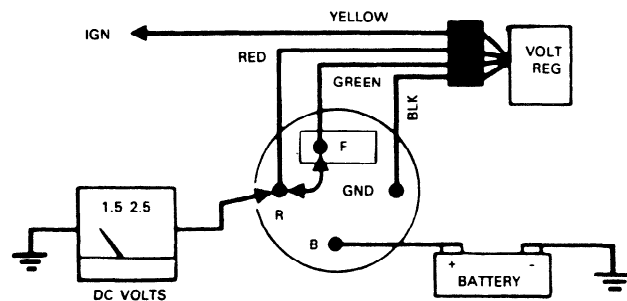 YELLOW
IGN
RED
VOLT
REG
GREEN
BLK
F
1.5 2.5
R
GND
B
+ -
BATTERY
DC VOLTS